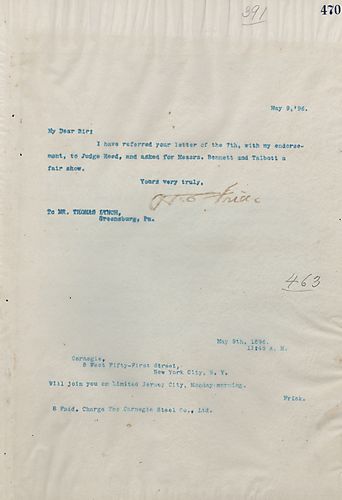 391
470
May 9,'96.
My Dear Sir;
I have referred your letter of the 7th, with my endorse-
ment, to Judge Reed, and asked for Messrs. Bennett and Talbott a
fair show.
Yours very truly,
To MR. THOMAS LYNCH,
Greensburg, Pa.
463
May 9th, 1896.
11:45 A. M.
Carnegie,
5 West Fifty-First Street,
New York City, N. Y.
Will join you on Limited Jersey City, Monday morning.
Frick.
Paid. Charge The Carnegie Steel Co., Ltd.